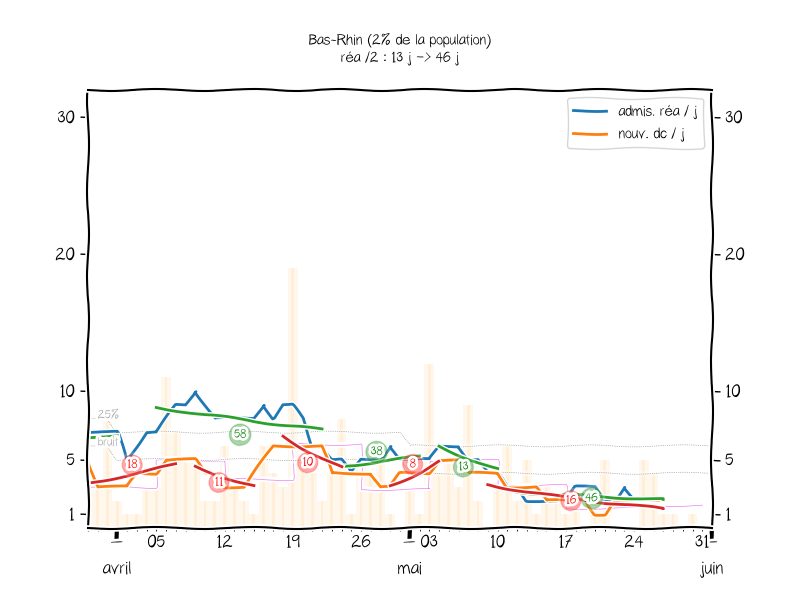 Bas-Rhin (2% de la population)
réa /2 : 13 j -> 46 j
30 30
admis. réa / j
nouv. dc / j
20 20
10 10
25%
bruit
58
38
5 5
18 10 8 13
11
16 46
1 1
05 12 19 26 03 10 17 24 31
avril mai juin